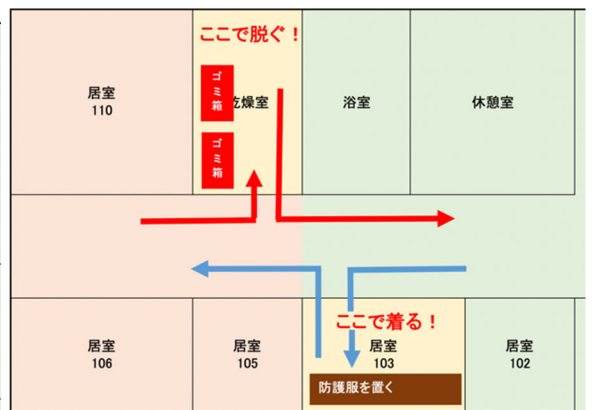 ここで脱ぐ！
ゴミ箱
居室
110
乾燥室
浴室
休憩室
ゴミ箱
ここで着る！
居室
106
居室
105
居室
103
居室
102
防護服を置く